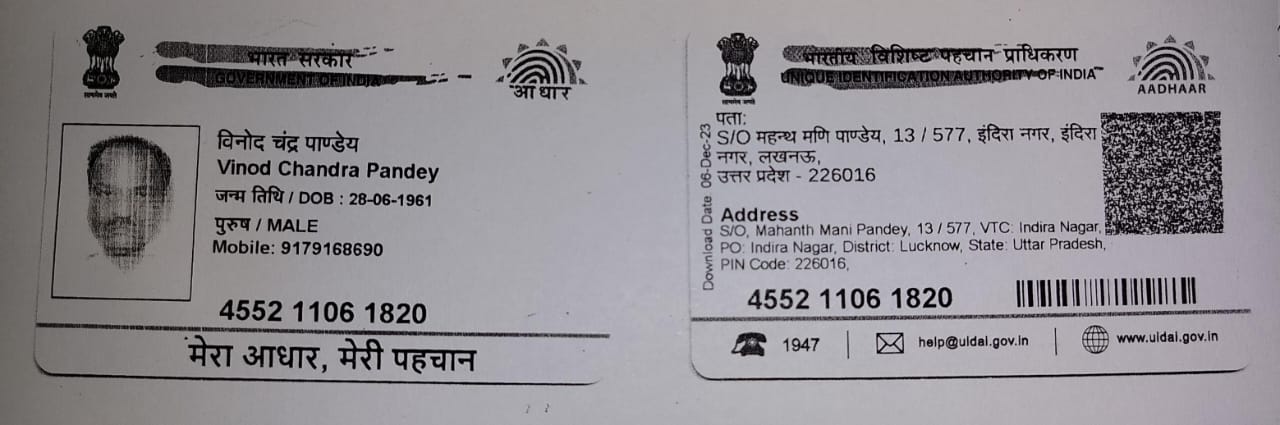 भारत सरकार
GOVERNMENT OF INDIA
आधार
विनोद चंद्र पाण्डेय
Vinod Chandra Pandey
जन्म तिथि / DOB : 28-06-1961
पुरुष / MALE
Mobile: 9179168690
4552 1106 1820
मेरा आधार, मेरी पहचान
भारतीय विशिष्ट पहचान प्राधिकरण
UNIQUE IDENTIFICATION AUTHORITY OF INDIA
AADHAAR
Download Date 06-Dec-23
पता:
S/O महन्थ मणि पाण्डेय, 13 / 577, इंदिरा नगर, इंदिरा
नगर, लखनऊ,
उत्तर प्रदेश - 226016
Address
S/O, Mahanth Mani Pandey, 13 / 577, VTC: Indira Nagar,
PO: Indira Nagar, District: Lucknow, State: Uttar Pradesh,
PIN Code: 226016,
4552 1106 1820
1947
help@uidai.gov.in
www.uidai.gov.in